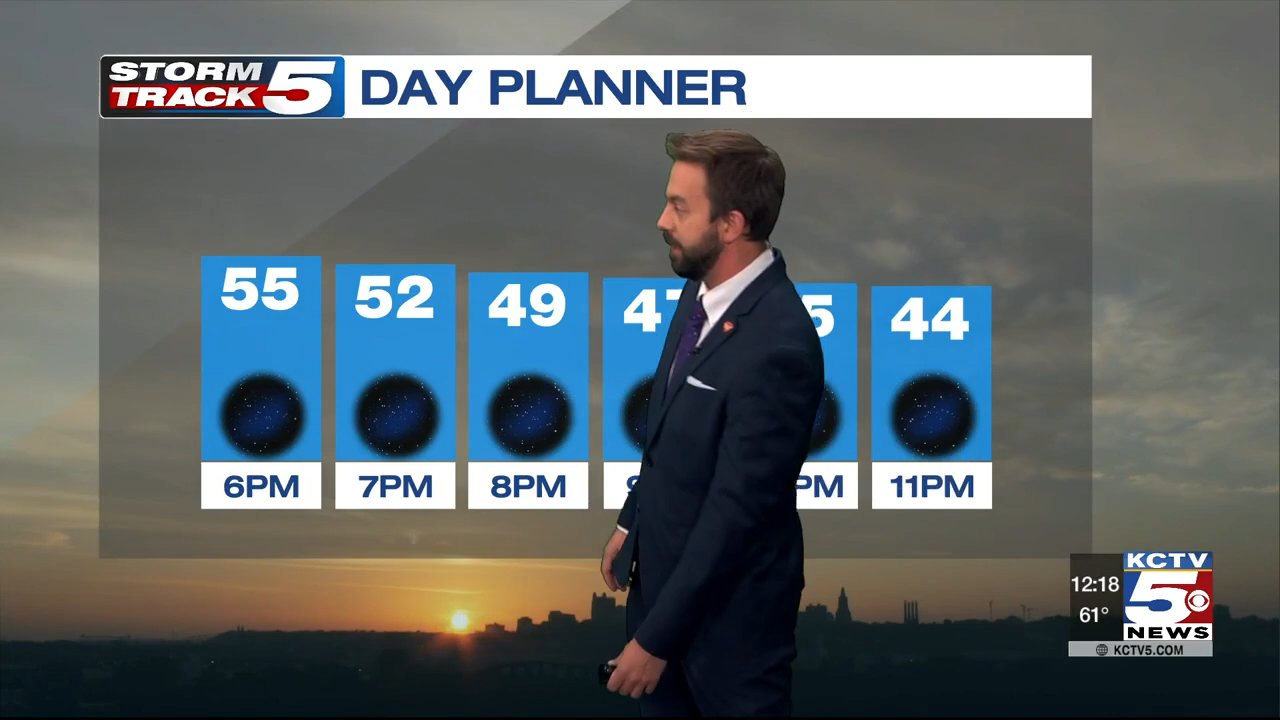 STORM
TRACK 5
DAY PLANNER
55 52 49 44
6PM 7PM 8PM 11PM
12:18
61°
KCTV
5
NEWS
KCTV5.COM